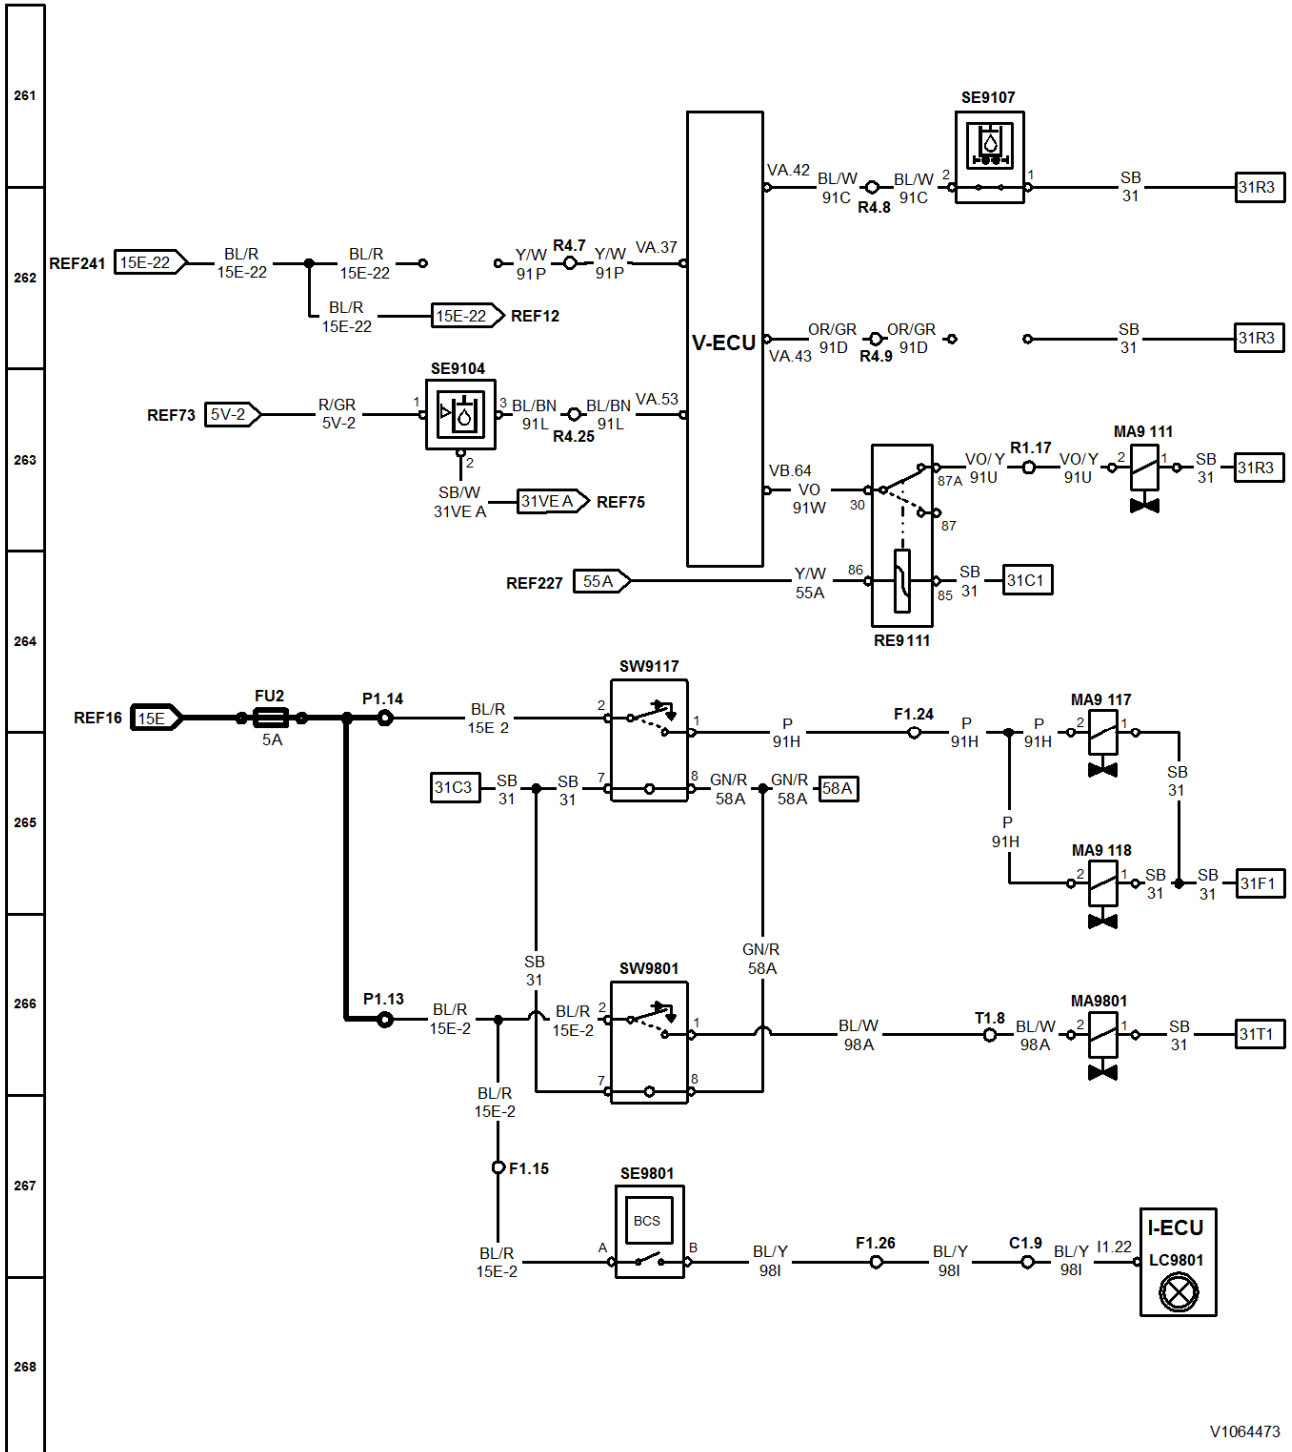 261
SE9107
VA.42
BL/W
91C
R4.8
BL/W
91C
2
1
SB
31
31R3
262
REF241
15E-22
BL/R
15E-22
BL/R
15E-22
Y/W
91P
R4.7
Y/W
91P
VA.37
BL/R
15E-22
15E-22
REF12
V-ECU
VA.43
OR/GR
91D
R4.9
OR/GR
91D
SB
31
31R3
263
REF73
5V-2
R/GR
5V-2
SE9104
1
3
2
BL/BN
91L
R4.25
BL/BN
91L
VA.53
SB/W
31VE A
31VE A
REF75
VB.64
VO
91W
30
87A
87
VO/Y
91U
R1.17
VO/Y
91U
MA9 111
2
1
SB
31
31R3
REF227
55A
Y/W
55A
86
85
SB
31
31C1
RE9 111
264
REF16
15E
FU2
5A
P1.14
BL/R
15E 2
SW9117
2
1
P
91H
F1.24
P
91H
P
91H
MA9 117
2
1
SB
31
265
31C3
SB
31
SB
31
7
8
GN/R
58A
GN/R
58A
58A
P
91H
MA9 118
2
1
SB
31
SB
31
31F1
266
SB
31
GN/R
58A
P1.13
BL/R
15E-2
BL/R
15E-2
SW9801
2
1
7
8
BL/W
98A
T1.8
BL/W
98A
MA9801
2
1
SB
31
31T1
BL/R
15E-2
267
F1.15
BL/R
15E-2
SE9801
BCS
A
B
BL/Y
98I
F1.26
BL/Y
98I
C1.9
BL/Y
98I
I1.22
I-ECU
LC9801
268
V1064473